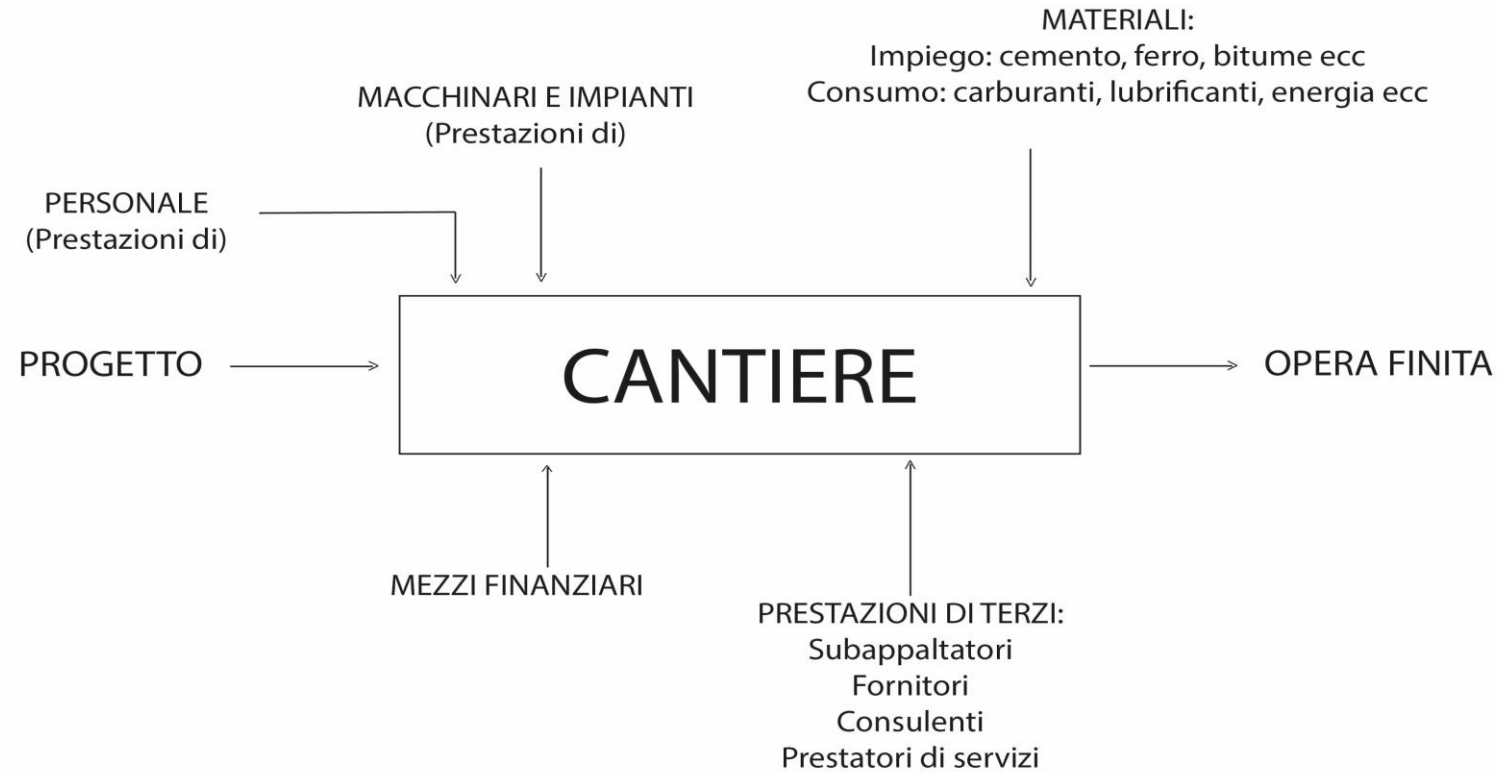 MATERIALI:
Impiego: cemento, ferro, bitume ecc
Consumo: carburanti, lubrificanti, energia ecc
MACCHINARI E IMPIANTI
(Prestazioni di)
PERSONALE
(Prestazioni di)
PROGETTO
CANTIERE
OPERA FINITA
MEZZI FINANZIARI
PRESTAZIONI DI TERZI:
Subappaltatori
Fornitori
Consulenti
Prestatori di servizi